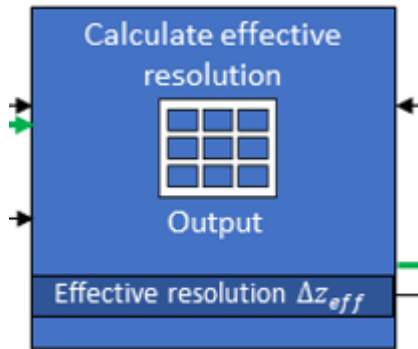 Calculate effective
resolution
Output
Effective resolution Δz_eff